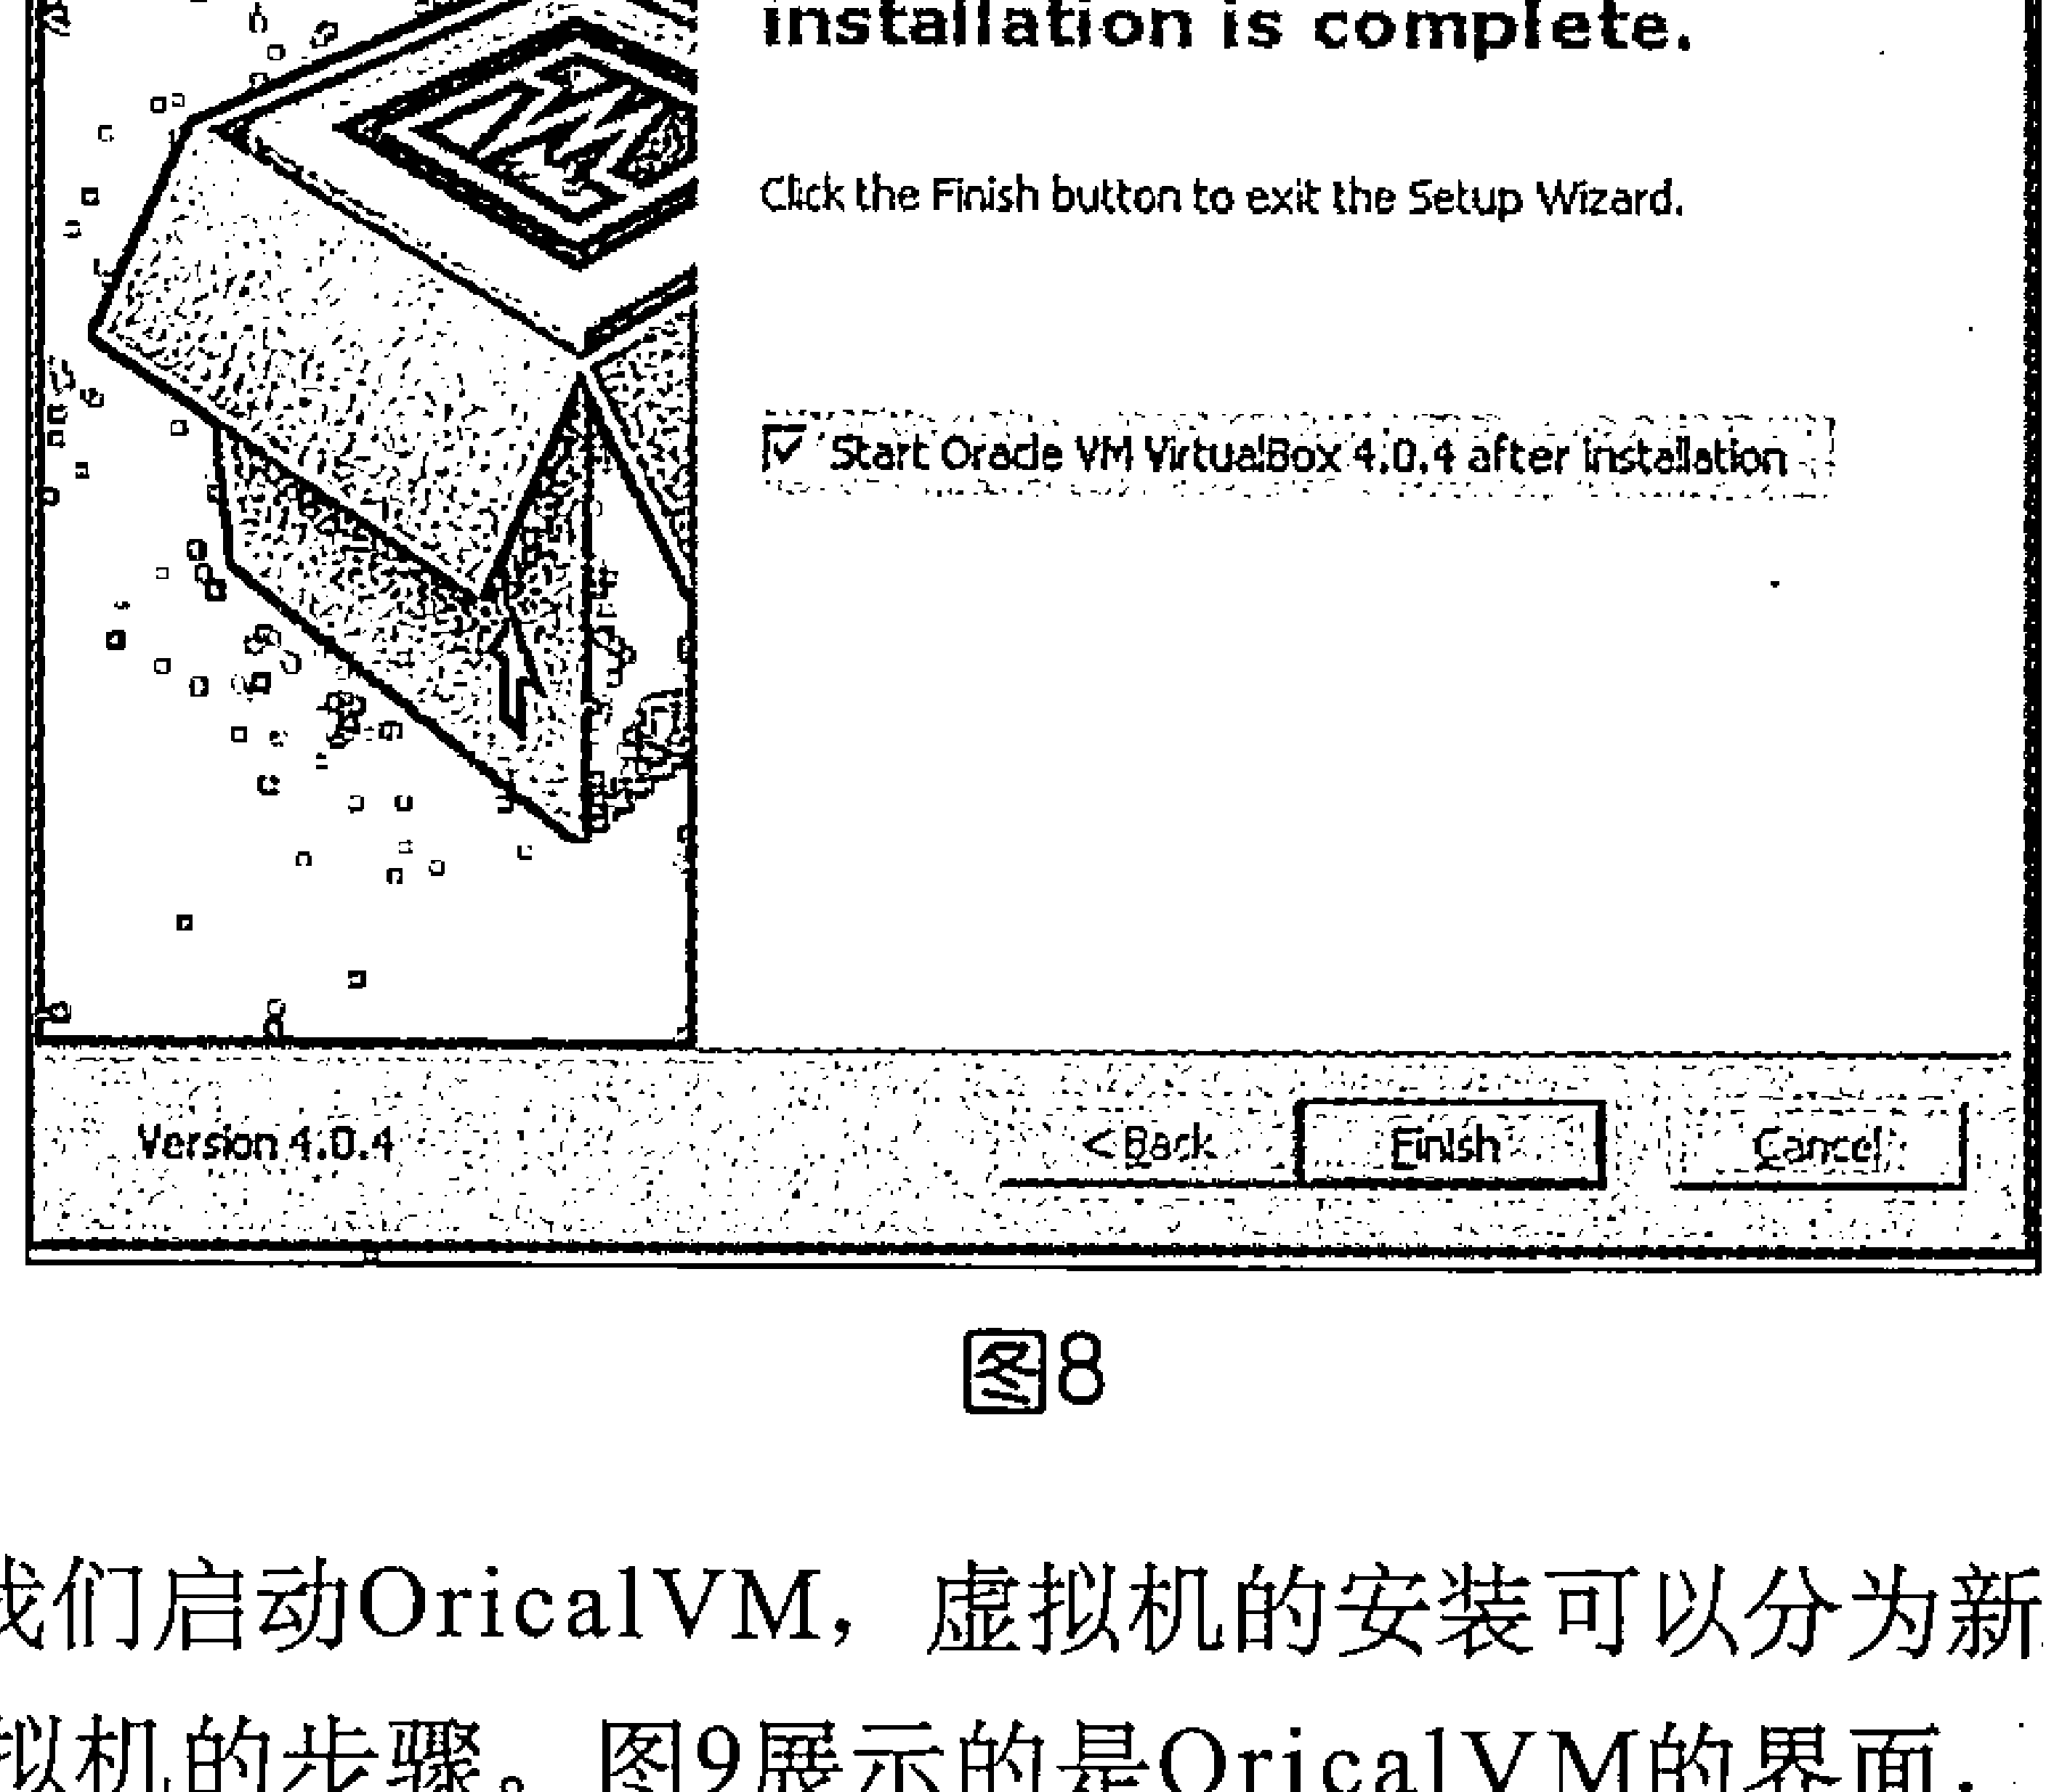 installation is complete.
Click the Finish button to exit the Setup Wizard.
Start Oracle VM VirtualBox 4.0.4 after installation
Version 4.0.4
< Back
Finish
Cancel
图8
我们启动OricalVM，虚拟机的安装可以分为新
拟机的步骤。图9展示的是OricalVM的界面，